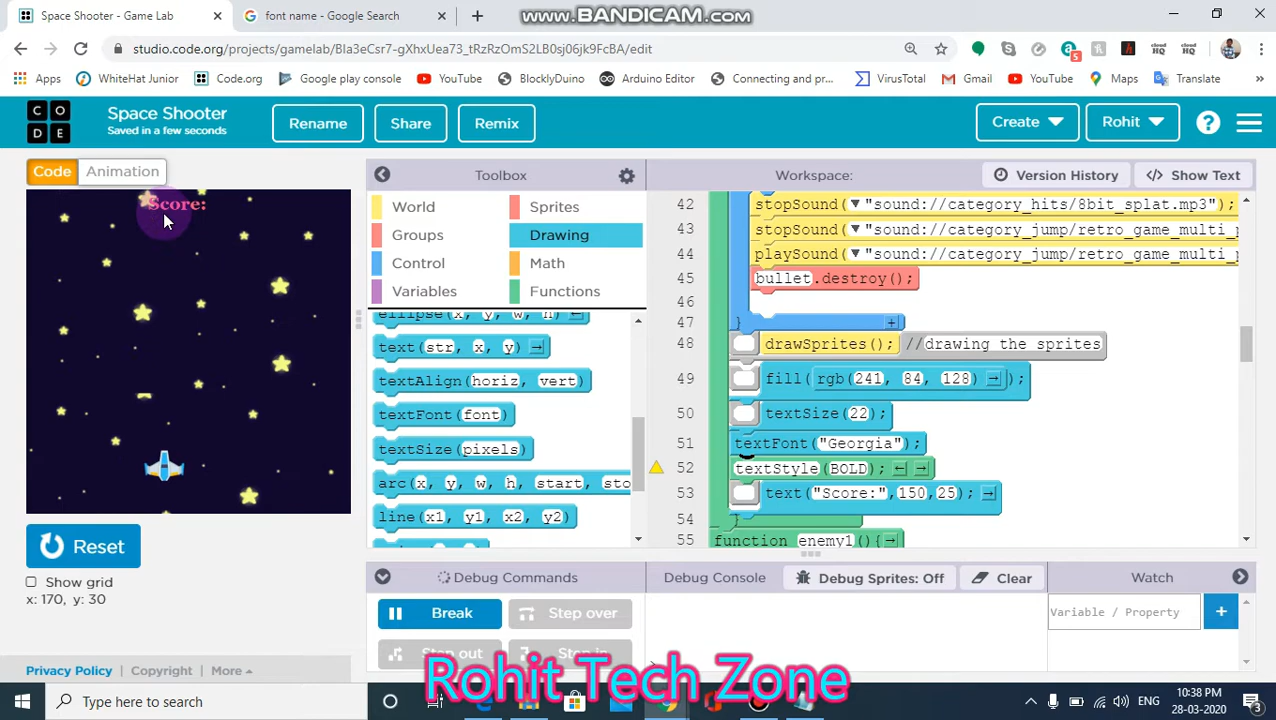 Space Shooter - Game Lab
font name - Google Search
www.BANDICAM.com
studio.code.org/projects/gamelab/Bla3eCsr7-gXhxUea73_tRzRzOmS2LB0sj06jk9FcBA/edit
Apps
WhiteHat Junior
Code.org
Google play console
YouTube
BlocklyDuino
Arduino Editor
Connecting and pr...
VirusTotal
Gmail
YouTube
Maps
Translate
CODE
Space Shooter
Saved in a few seconds
Rename
Share
Remix
Create
Rohit
Code
Animation
Toolbox
Workspace:
Version History
Show Text
Score:
World
Sprites
Groups
Drawing
Control
Math
Variables
Functions
ellipse(x, y, w, h)
text(str, x, y)
textAlign(horiz, vert)
textFont(font)
textSize(pixels)
arc(x, y, w, h, start, sto
line(x1, y1, x2, y2)
42 stopSound("sound://category_hits/8bit_splat.mp3");
43 stopSound("sound://category_jump/retro_game_multi_
44 playSound("sound://category_jump/retro_game_multi_
45 bullet.destroy();
46
47 }
48 drawSprites(); //drawing the sprites
49 fill(rgb(241, 84, 128));
50 textSize(22);
51 textFont("Georgia");
52 textStyle(BOLD);
53 text("Score:",150,25);
54 }
55 function enemy1(){
Reset
Show grid
x: 170, y: 30
Debug Commands
Debug Console
Debug Sprites: Off
Clear
Watch
Break
Step over
Step out
Step in
Variable / Property
Privacy Policy
Copyright
More
Rohit Tech Zone
Type here to search
ENG
10:38 PM
28-03-2020
3